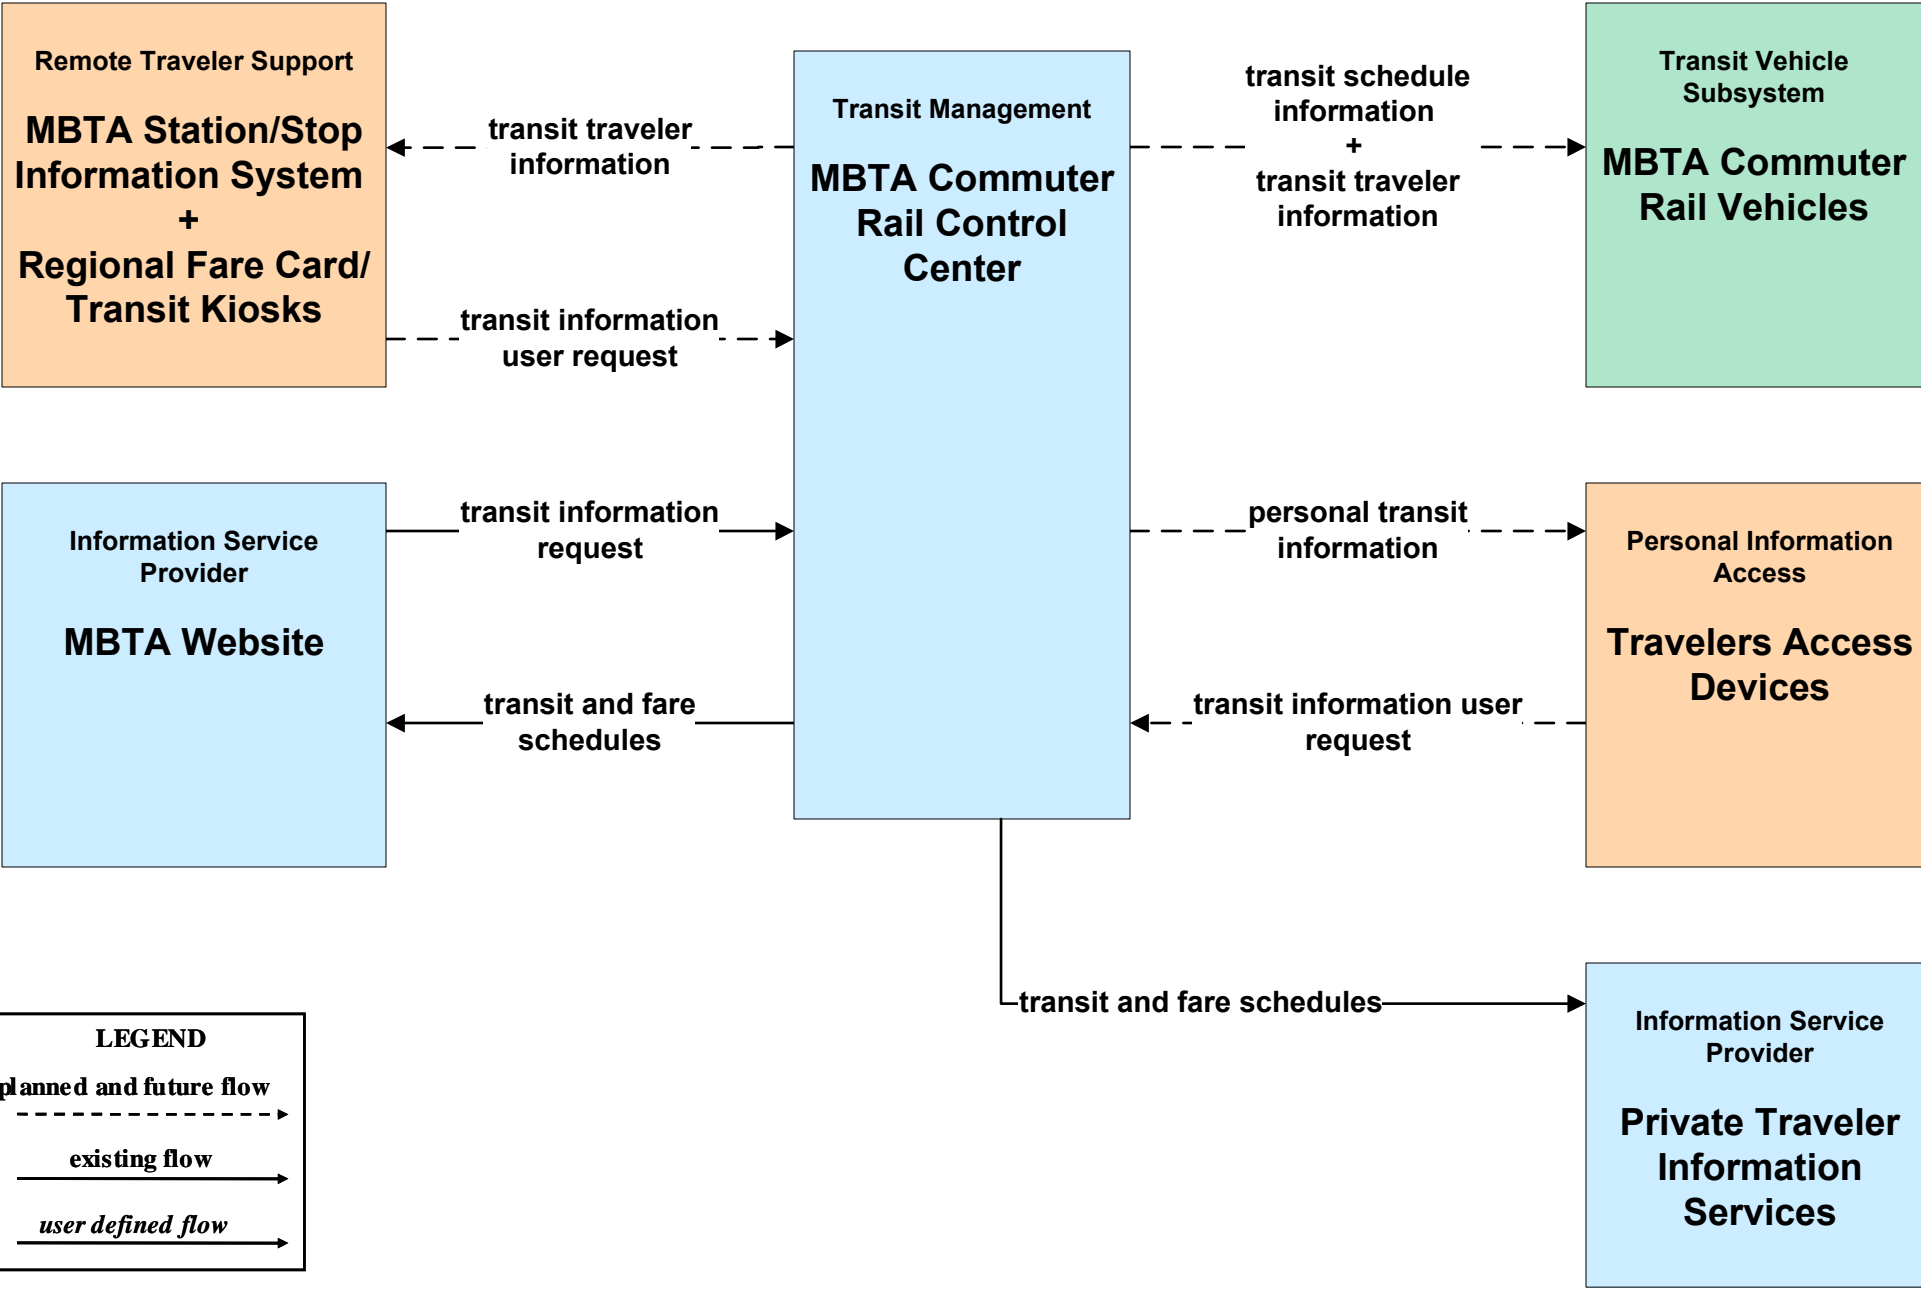 Remote Traveler Support
MBTA Station/Stop
Information System
+
Regional Fare Card/
Transit Kiosks
transit traveler
information
transit information
user request
Transit Management
MBTA Commuter
Rail Control
Center
transit schedule
information
+
transit traveler
information
Transit Vehicle
Subsystem
MBTA Commuter
Rail Vehicles
Information Service
Provider
MBTA Website
transit information
request
transit and fare
schedules
personal transit
information
transit information user
request
Personal Information
Access
Travelers Access
Devices
transit and fare schedules
Information Service
Provider
Private Traveler
Information
Services
LEGEND
planned and future flow
existing flow
user defined flow